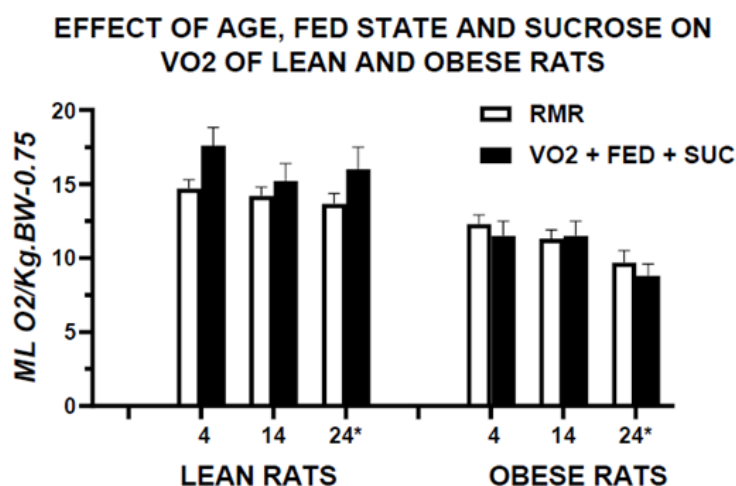 EFFECT OF AGE, FED STATE AND SUCROSE ON
VO2 OF LEAN AND OBESE RATS
ML O2/Kg.BW-0.75
20
15
10
5
0
RMR
VO2 + FED + SUC
4 14 24* 4 14 24*
LEAN RATS OBESE RATS